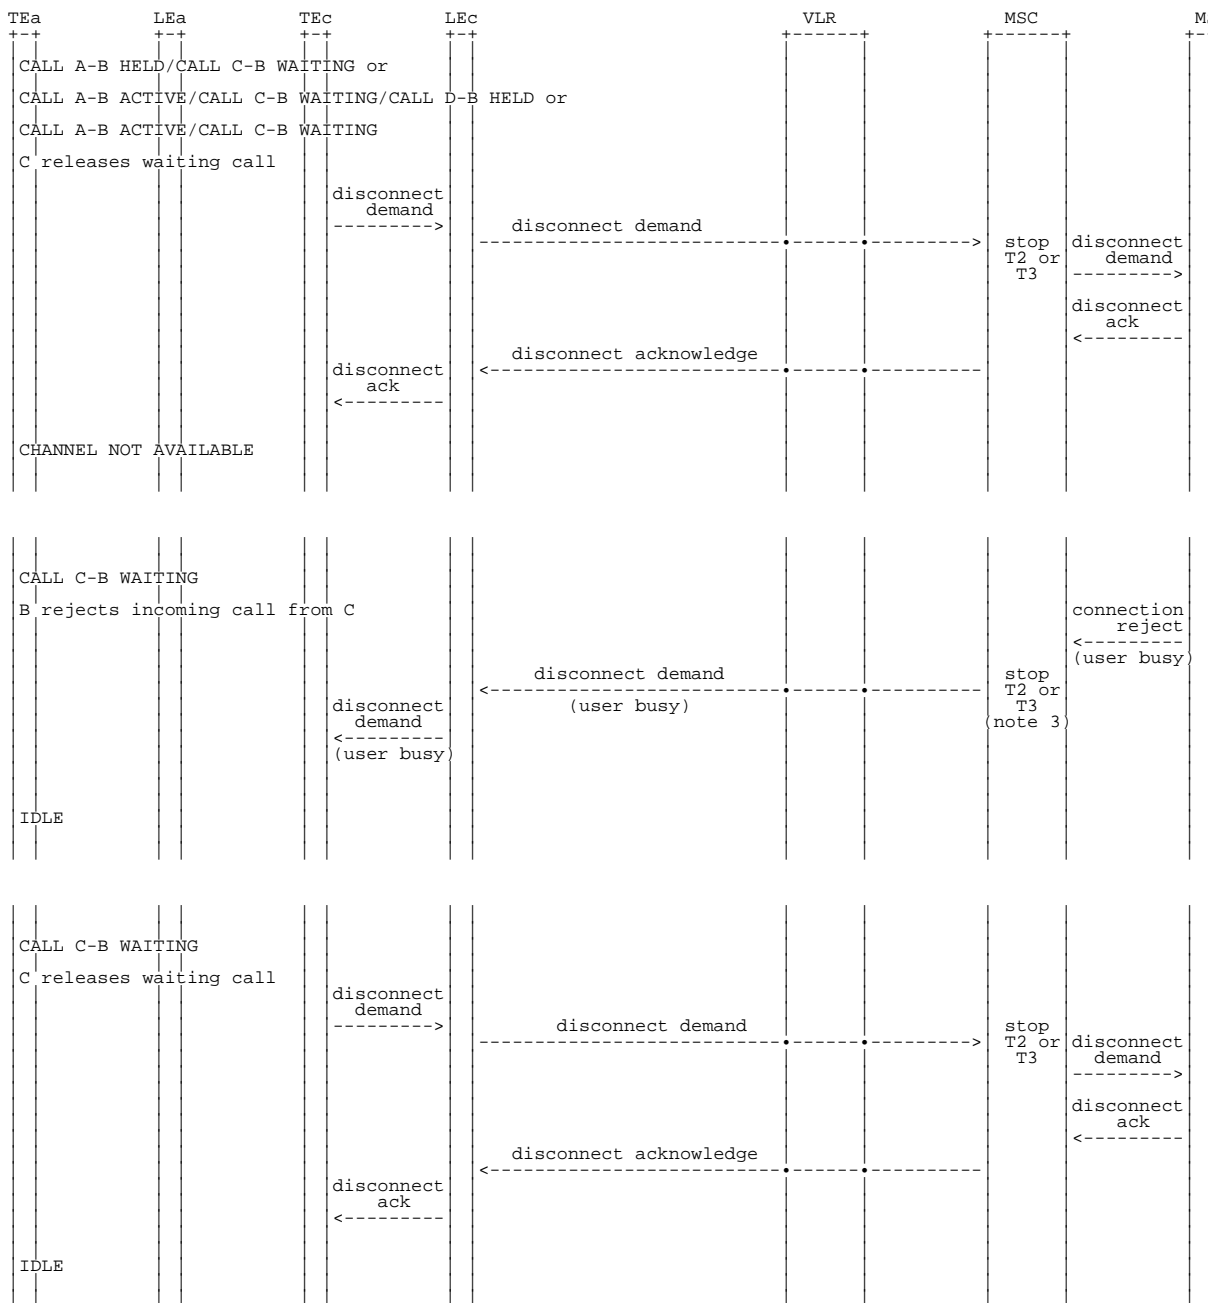 TEa LEa TEc LEc VLR MSC M
CALL A-B HELD/CALL C-B WAITING or
CALL A-B ACTIVE/CALL C-B WAITING/CALL D-B HELD or
CALL A-B ACTIVE/CALL C-B WAITING
C releases waiting call
disconnect
demand
disconnect demand
stop disconnect
T2 or demand
T3
disconnect
ack
disconnect acknowledge
disconnect
ack
CHANNEL NOT AVAILABLE
CALL C-B WAITING
B rejects incoming call from C connection
reject
(user busy)
disconnect demand stop
T2 or
disconnect (user busy) T3
demand (note 3)
(user busy)
IDLE
CALL C-B WAITING
C releases waiting call
disconnect
demand
disconnect demand stop
T2 or disconnect
T3 demand
disconnect
ack
disconnect acknowledge
disconnect
ack
IDLE